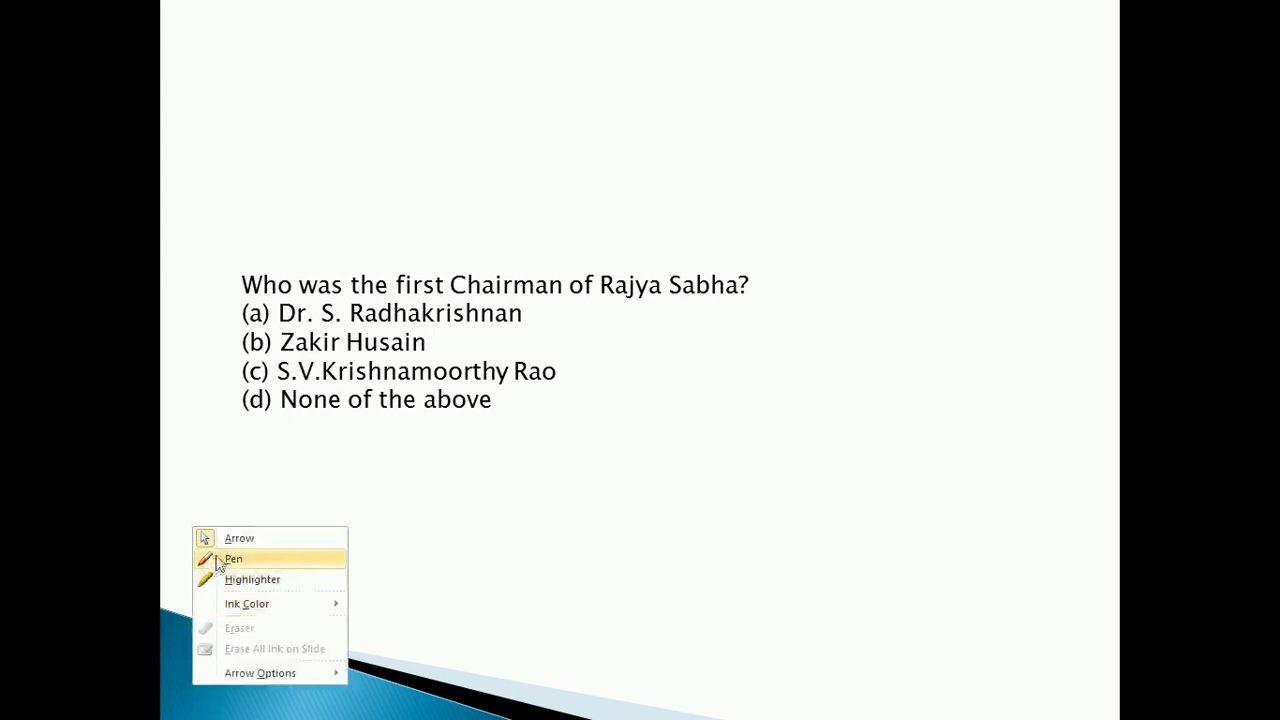 Who was the first Chairman of Rajya Sabha?
(a) Dr. S. Radhakrishnan
(b) Zakir Husain
(c) S.V.Krishnamoorthy Rao
(d) None of the above
Arrow
Pen
Highlighter
Ink Color
Eraser
Erase All Ink on Slide
Arrow Options